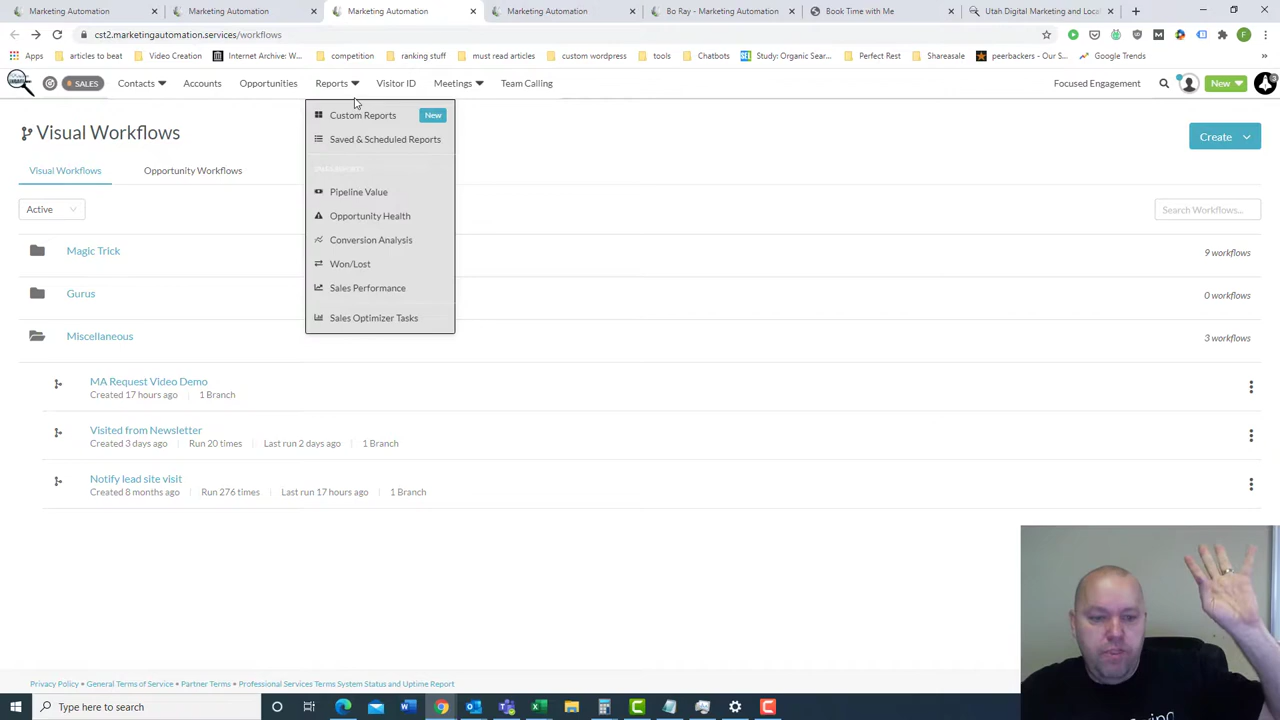 Marketing Automation
Marketing Automation
Marketing Automation
Marketing Automation
Bo Ray - Marketing Automation
Book Time with Me
Utah Digital Marketing and Local
cst2.marketingautomation.services/workflows
Apps
articles to beat
Video Creation
Internet Archive: Wor...
competition
ranking stuff
must read articles
custom wordpress
tools
Chatbots
Study: Organic Sear...
Perfect Rest
Shareasale
peerbackers - Our S...
Google Trends
SALES
Contacts
Accounts
Opportunities
Reports
Visitor ID
Meetings
Team Calling
Focused Engagement
New
Custom Reports
New
Saved & Scheduled Reports
Pipeline Value
Opportunity Health
Conversion Analysis
Won/Lost
Sales Performance
Sales Optimizer Tasks
Visual Workflows
Create
Visual Workflows
Opportunity Workflows
Active
Search Workflows...
Magic Trick
9 workflows
Gurus
0 workflows
Miscellaneous
3 workflows
MA Request Video Demo
Created 17 hours ago | 1 Branch
Visited from Newsletter
Created 3 days ago | Run 20 times | Last run 2 days ago | 1 Branch
Notify lead site visit
Created 8 months ago | Run 276 times | Last run 17 hours ago | 1 Branch
Privacy Policy • General Terms of Service • Partner Terms • Professional Services Terms System Status and Uptime Report
Type here to search